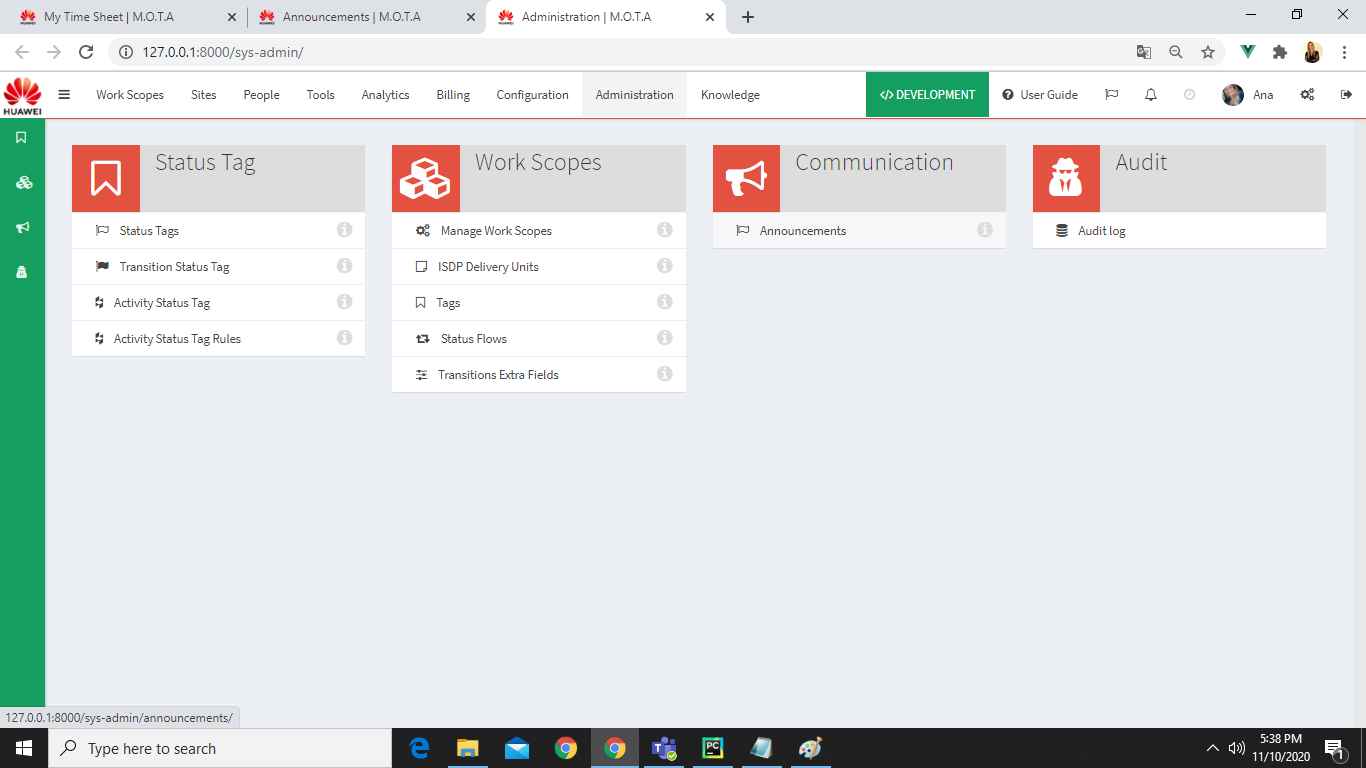 My Time Sheet | M.O.T.A
Announcements | M.O.T.A
Administration | M.O.T.A
127.0.0.1:8000/sys-admin/
HUAWEI
Work Scopes
Sites
People
Tools
Analytics
Billing
Configuration
Administration
Knowledge
</> DEVELOPMENT
User Guide
Ana
Status Tag
Status Tags
Transition Status Tag
Activity Status Tag
Activity Status Tag Rules
Work Scopes
Manage Work Scopes
ISDP Delivery Units
Tags
Status Flows
Transitions Extra Fields
Communication
Announcements
Audit
Audit log
127.0.0.1:8000/sys-admin/announcements/
Type here to search
PC
5:38 PM
11/10/2020
1